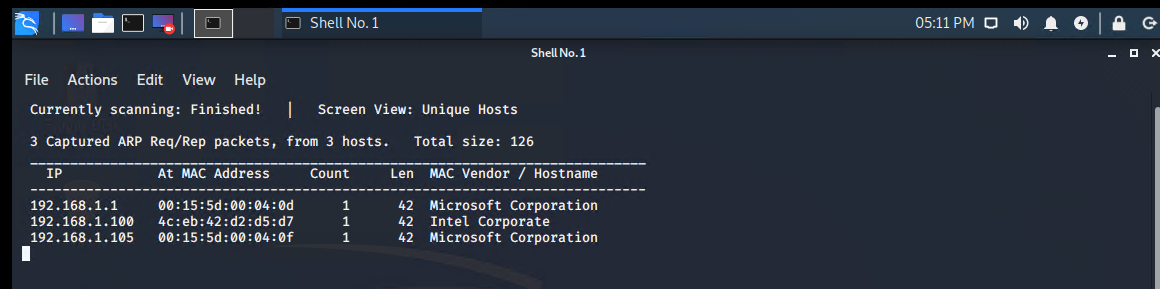 Shell No. 1 05:11 PM
Shell No. 1
File Actions Edit View Help
Currently scanning: Finished! | Screen View: Unique Hosts
3 Captured ARP Req/Rep packets, from 3 hosts. Total size: 126
_____________________________________________________________________________
IP At MAC Address Count Len MAC Vendor / Hostname
-----------------------------------------------------------------------------
192.168.1.1 00:15:5d:00:04:0d 1 42 Microsoft Corporation
192.168.1.100 4c:eb:42:d2:d5:d7 1 42 Intel Corporate
192.168.1.105 00:15:5d:00:04:0f 1 42 Microsoft Corporation